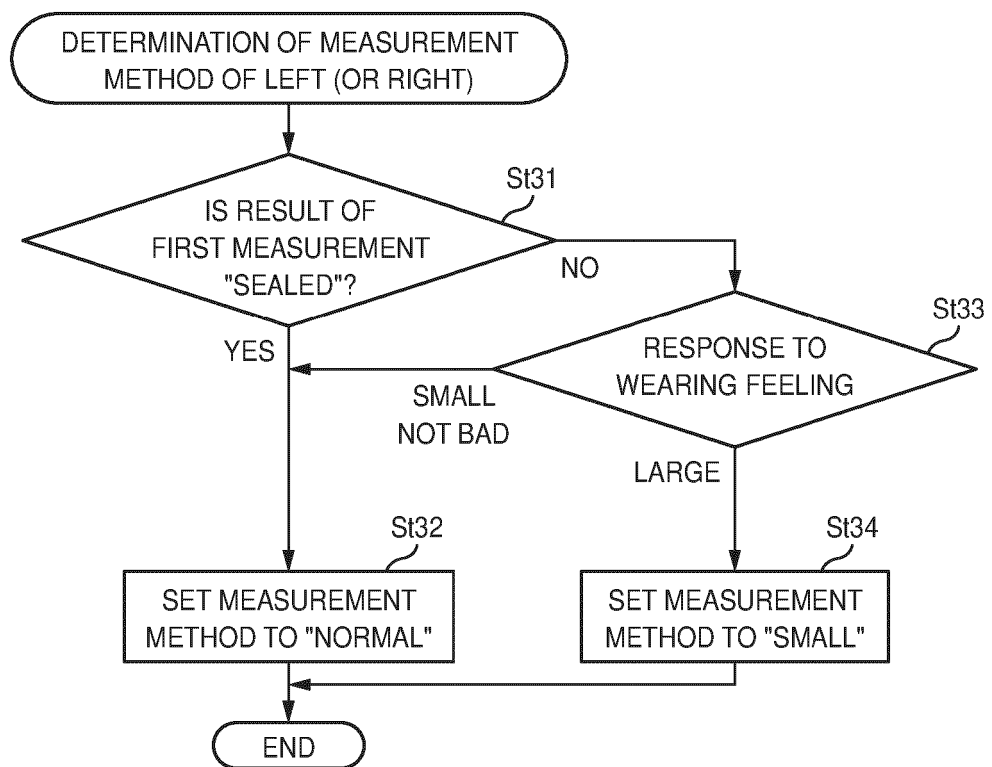 DETERMINATION OF MEASUREMENT
METHOD OF LEFT (OR RIGHT)
St31
IS RESULT OF
FIRST MEASUREMENT
"SEALED"?
NO
YES
St33
RESPONSE TO
WEARING FEELING
SMALL
NOT BAD
LARGE
St32
SET MEASUREMENT
METHOD TO "NORMAL"
St34
SET MEASUREMENT
METHOD TO "SMALL"
END